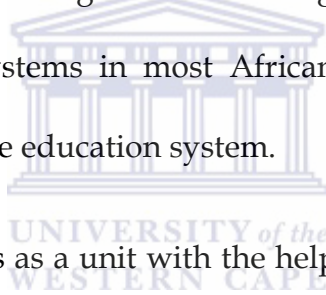 ystems in most African
e education system.
UNIVERSITY of the
s as a unit with the help
WESTERN CAPE